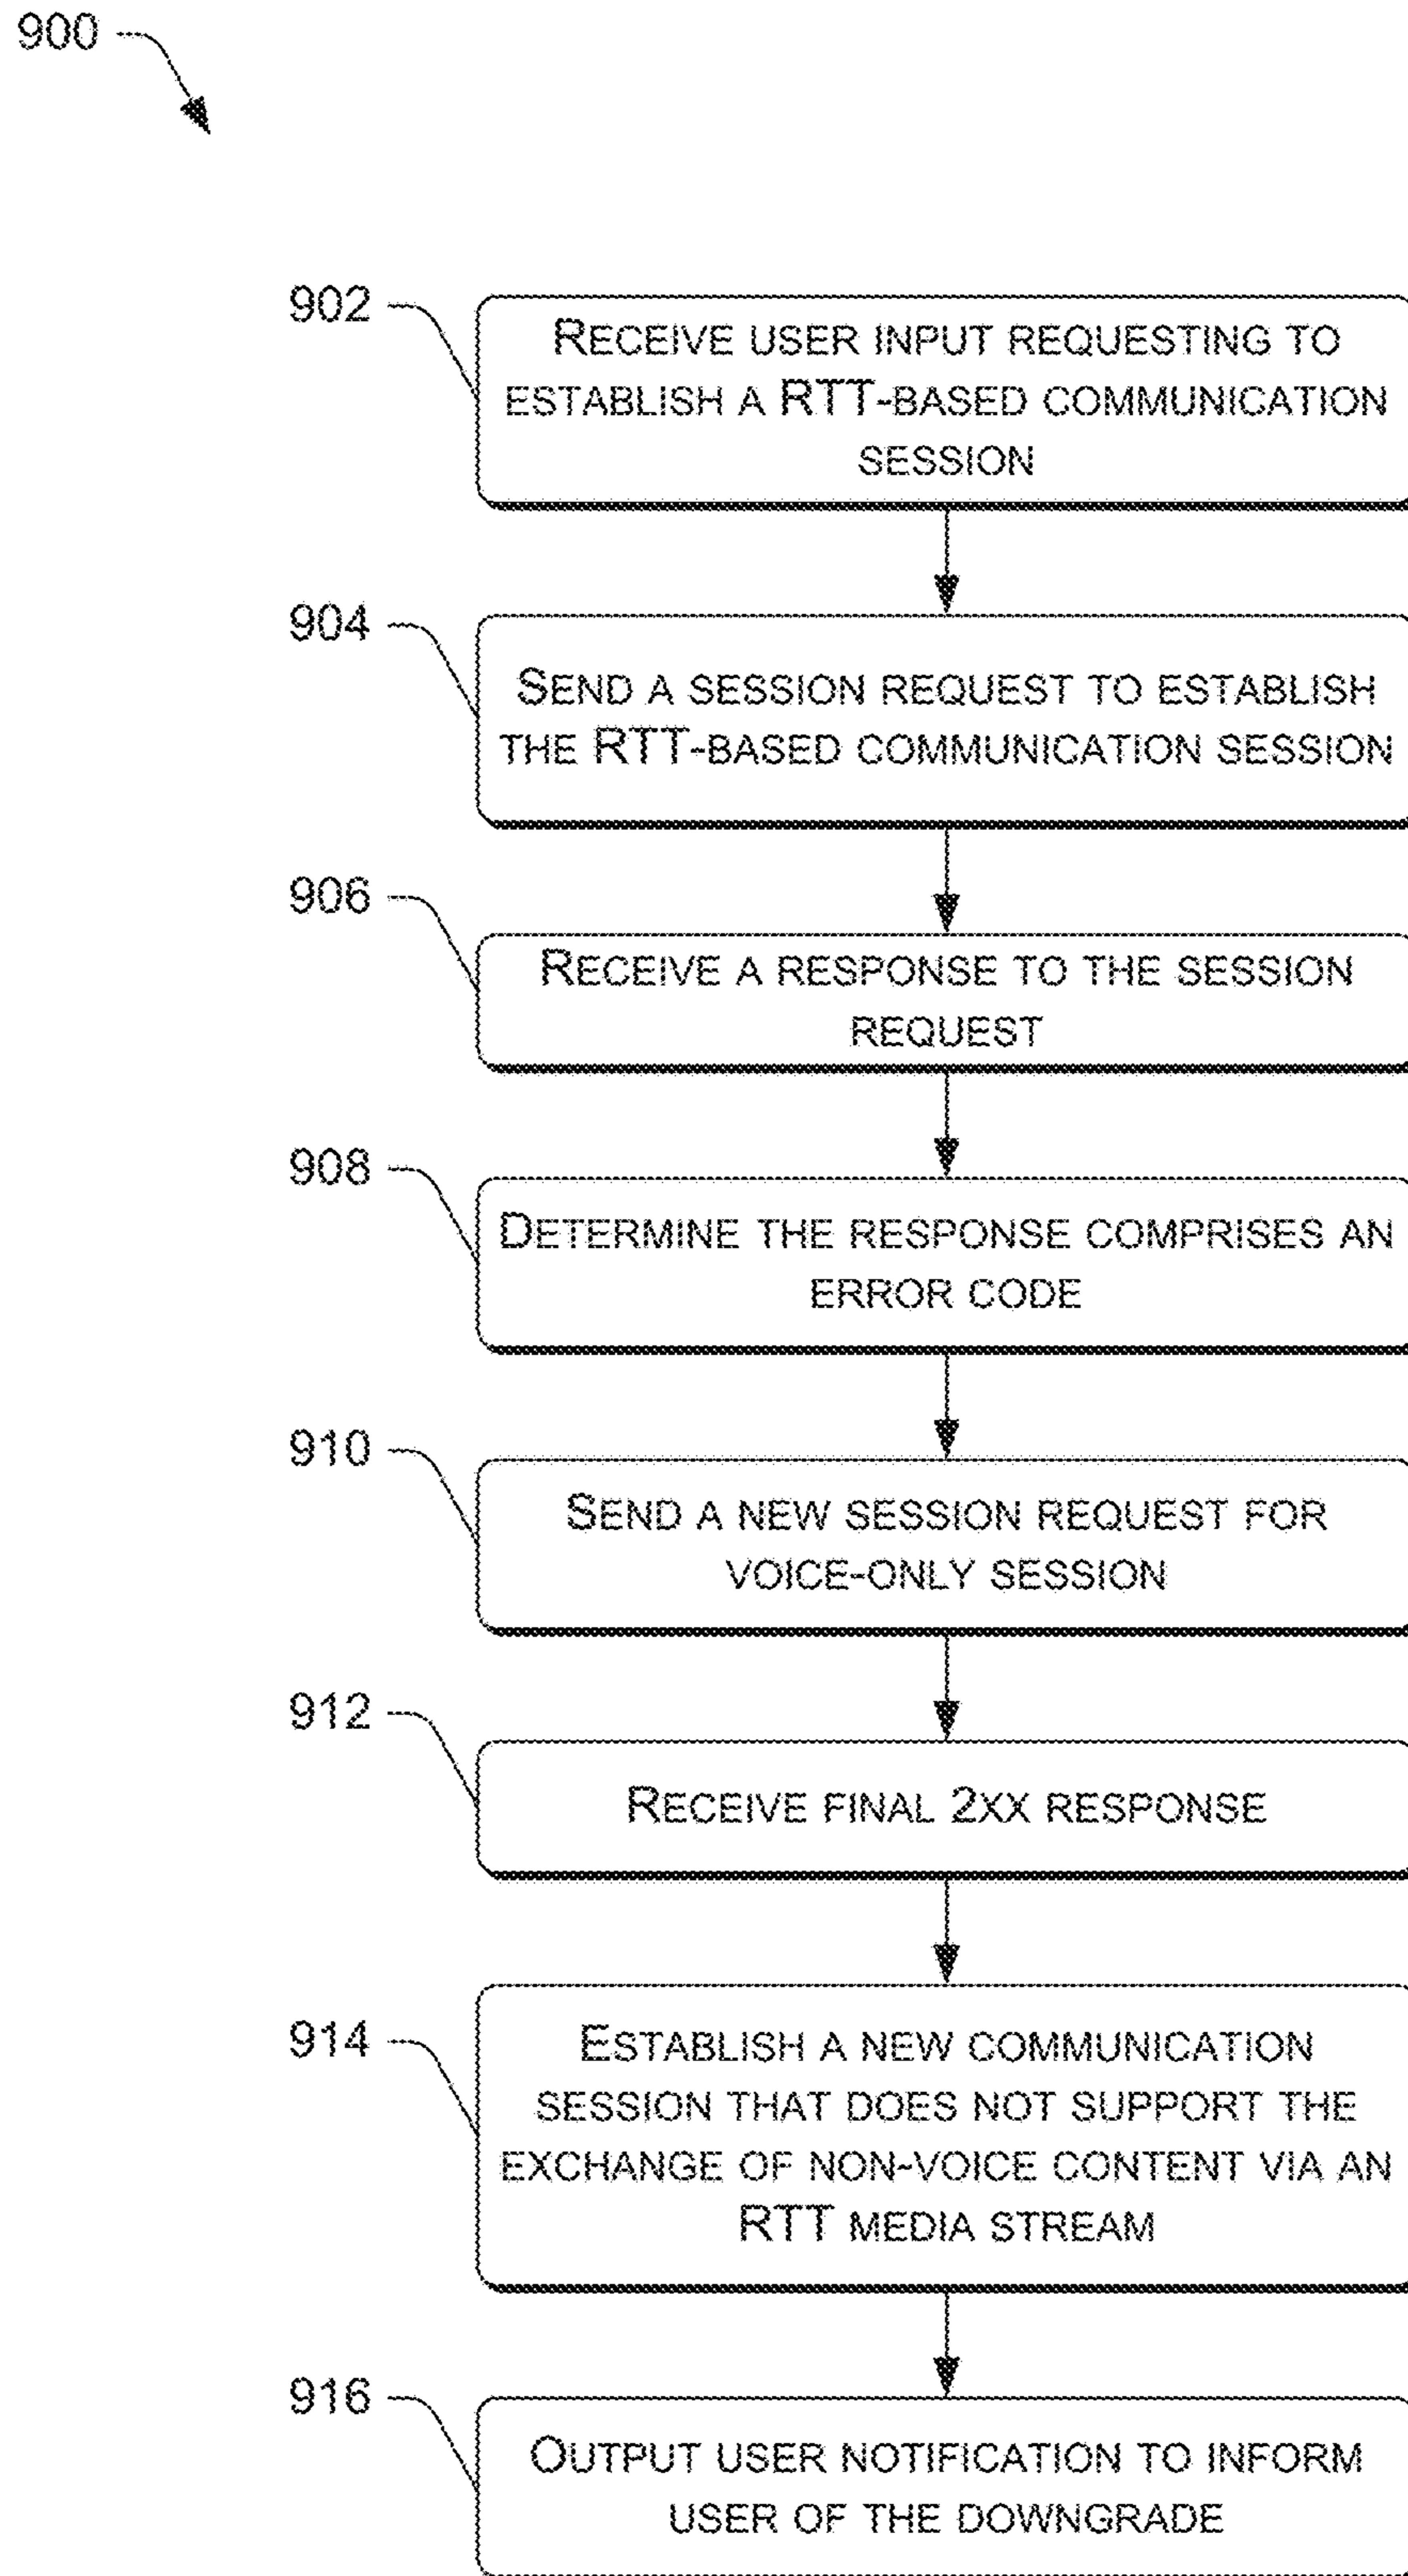 900
902
RECEIVE USER INPUT REQUESTING TO
ESTABLISH A RTT-BASED COMMUNICATION
SESSION
904
SEND A SESSION REQUEST TO ESTABLISH
THE RTT-BASED COMMUNICATION SESSION
906
RECEIVE A RESPONSE TO THE SESSION
REQUEST
908
DETERMINE THE RESPONSE COMPRISES AN
ERROR CODE
910
SEND A NEW SESSION REQUEST FOR
VOICE-ONLY SESSION
912
RECEIVE FINAL 2XX RESPONSE
914
ESTABLISH A NEW COMMUNICATION
SESSION THAT DOES NOT SUPPORT THE
EXCHANGE OF NON-VOICE CONTENT VIA AN
RTT MEDIA STREAM
916
OUTPUT USER NOTIFICATION TO INFORM
USER OF THE DOWNGRADE